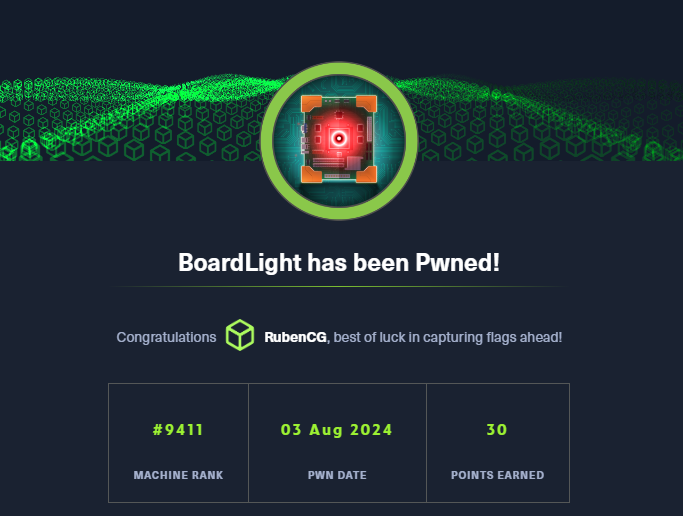 BoardLight has been Pwned!
Congratulations RubenCG, best of luck in capturing flags ahead!
#9411 03 Aug 2024 30
MACHINE RANK PWN DATE POINTS EARNED